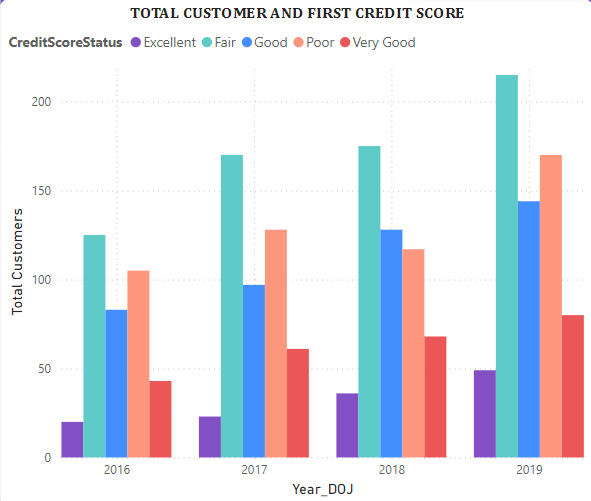 TOTAL CUSTOMER AND FIRST CREDIT SCORE
CreditScoreStatus Excellent Fair Good Poor Very Good
200
150
100
50
0
Total Customers
2016 2017 2018 2019
Year_DOJ